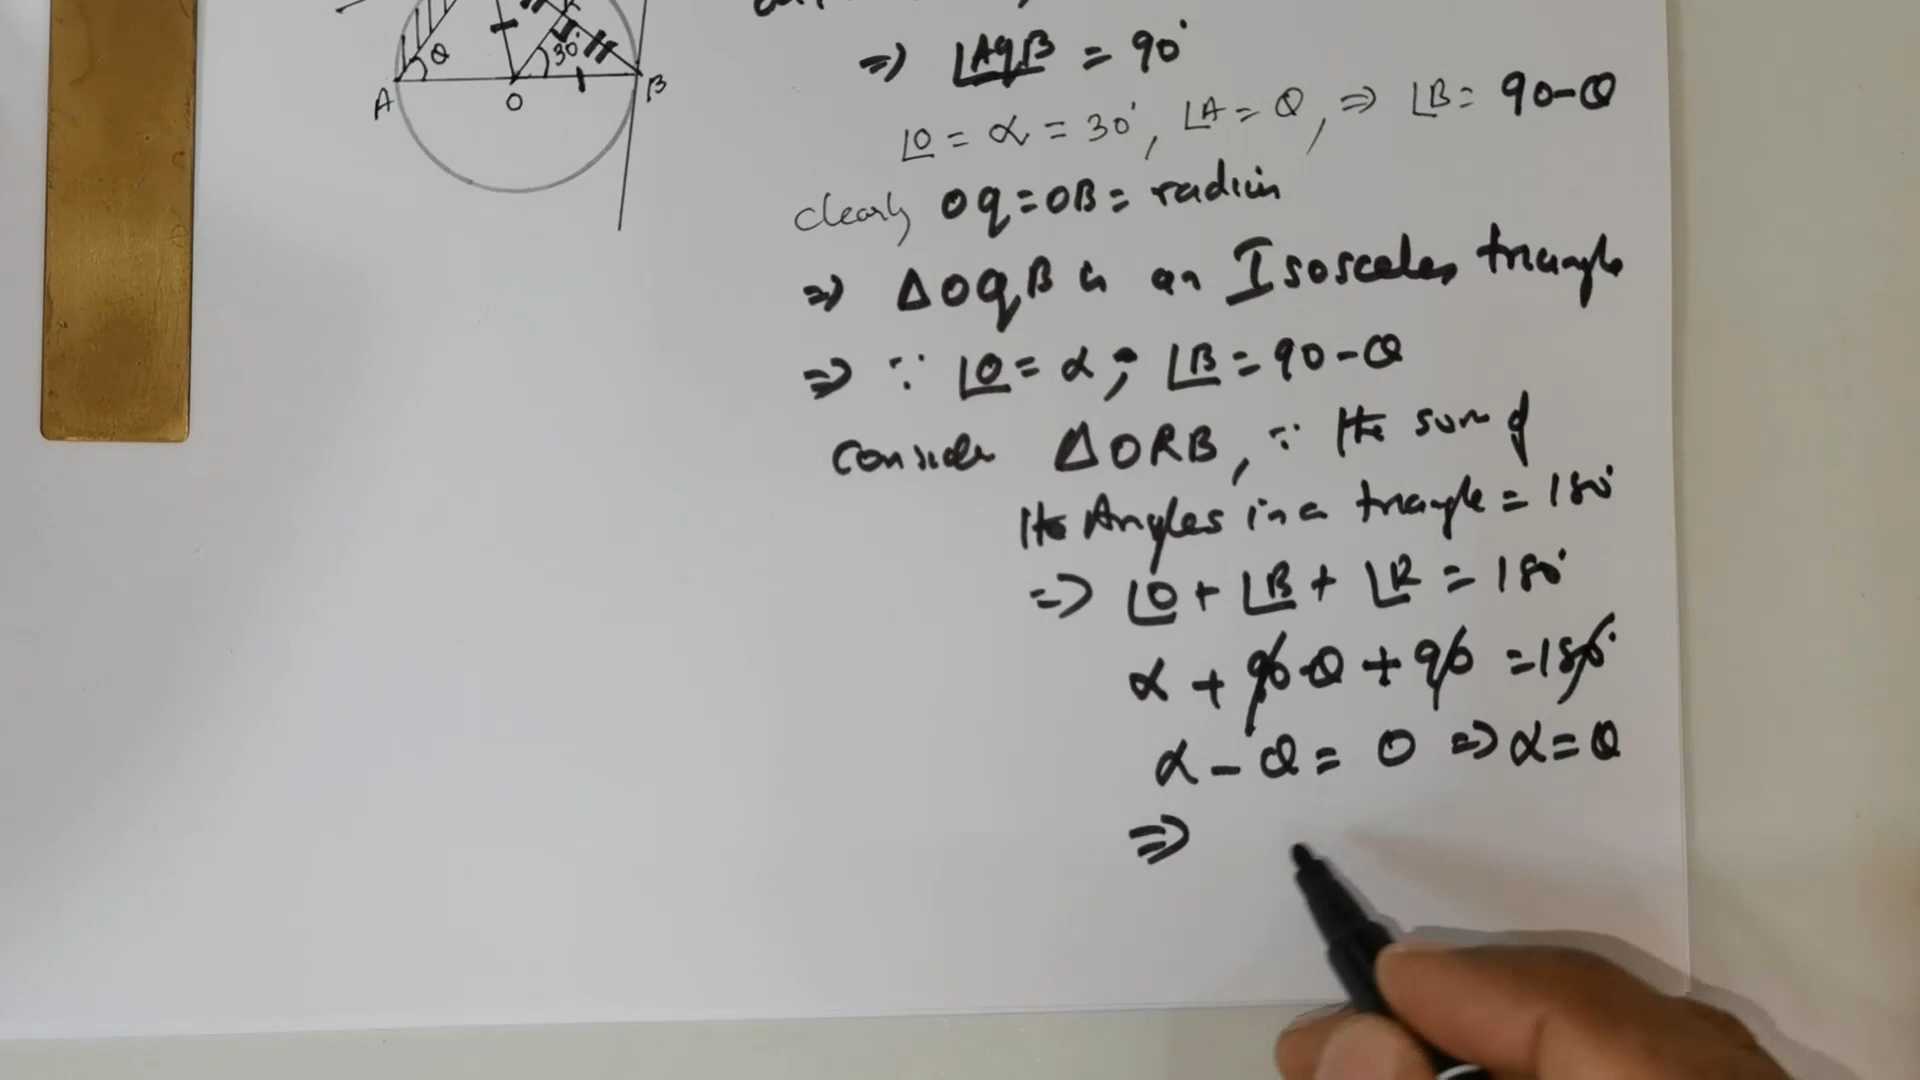 θ
30°
A
O
B
⇒ ∠AqB = 90°
∠O = α = 30°, ∠A = θ, ⇒ ∠B = 90-θ
clearly Oq = OB = radius
⇒ ΔOqB is an Isosceles triangle
⇒ ∵ ∠O = α ; ∠B = 90-θ
Consider ΔORB, ∵ the sum of
the Angles in a triangle = 180°
⇒ ∠O + ∠B + ∠R = 180°
α + 90-θ + 90 = 180°
α - θ = 0 ⇒ α = θ
⇒